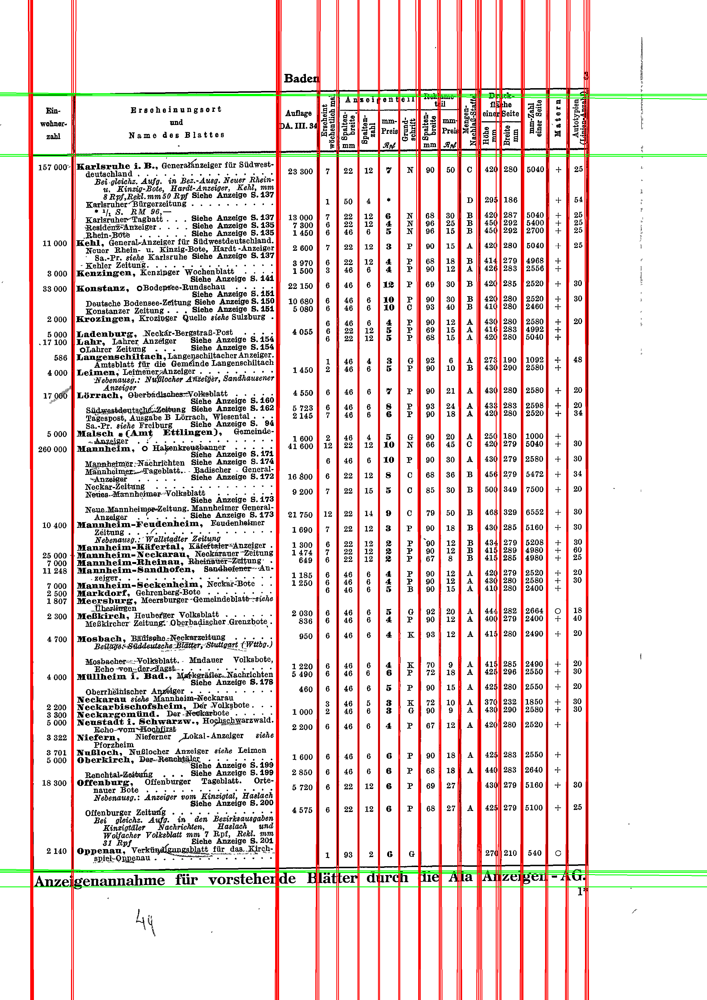 Baden 3
Ein-
wohner-
zahl
Erscheinungsort
und
Name des Blattes
Auflage
DA. III. 34
Erscheint
wöchentlich mal
Anzeigenteil
Spalten-
breite
mm
Spalten-
zahl
mm-
Preis
Rpf
Grund-
schrift
Reklame-
teil
Spalten-
breite
mm
mm-
Preis
Rpf
Mengen-
Nachlaß-Staffel
Druck-
fläche
einer Seite
Höhe
mm
Breite
mm
mm-Zahl
einer Seite
Matern
Autotypien
(Linien-Anzahl)
157 000 Karlsruhe i. B., Generalanzeiger für Südwest-
deutschland . . . 23 300 7 22 12 7 N 90 50 C 420 280 5040 + 25
Bei gleichz. Aufg. in Bez.-Ausg. Neuer Rhein-
u. Kinzig-Bote, Hardt-Anzeiger, Kehl, mm
8 Rpf, Rekl. mm 50 Rpf Siehe Anzeige S. 137
Karlsruher Bürgerzeitung . . . 1 50 4 * D 295 186 + 54
* 1/1 S. RM 96,—
Karlsruher Tagbatt . . . Siehe Anzeige S. 137 13 000 7 22 12 6 N 68 30 B 420 287 5040 + 25
Residenz-Anzeiger . . . . Siehe Anzeige S. 135 7 300 6 22 12 4 N 96 25 B 450 292 5400 + 25
Rhein-Bote . . . . . . Siehe Anzeige S. 135 1 450 6 46 6 5 N 96 15 B 450 292 2700 + 25
11 000 Kehl, General-Anzeiger für Südwestdeutschland.
Neuer Rhein- u. Kinzig-Bote, Hardt-Anzeiger 2 600 7 22 12 3 P 90 15 A 420 280 5040 + 25
Sa.-Pr. siehe Karlsruhe Siehe Anzeige S. 137
Kehler Zeitung . . . 3 970 6 22 12 4 P 68 18 B 414 279 4968 +
3 000 Kenzingen, Kenzinger Wochenblatt . . . . 1 500 3 46 6 4 P 90 12 A 426 283 2556 +
Siehe Anzeige S. 141
33 000 Konstanz, O Bodensee-Rundschau . . . . . 22 150 6 46 6 12 P 69 30 B 420 285 2520 + 30
Siehe Anzeige S. 151
Deutsche Bodensee-Zeitung Siehe Anzeige S. 150 10 680 6 46 6 10 P 90 30 B 420 280 2520 + 30
Konstanzer Zeitung . . . Siehe Anzeige S. 151 5 080 6 46 6 10 C 93 40 B 410 280 2460 +
2 000 Krozingen, Krozinger Quelle siehe Sulzburg . 6 46 6 4 P 90 12 A 430 280 2580 + 20
5 000 Ladenburg, Neckar-Bergstraß-Post . . . . 4 055 6 22 12 5 P 69 15 A 416 283 4992 +
17 100 Lahr, Lahrer Anzeiger Siehe Anzeige S. 154 6 22 12 5 P 68 15 A 420 280 5040 +
O Lahrer Zeitung . . . Siehe Anzeige S. 154
586 Langenschiltach, Langenschiltacher Anzeiger.
Amtsblatt für die Gemeinde Langenschiltach 1 46 4 3 G 92 6 A 273 190 1092 + 48
4 000 Leimen, Leimener Anzeiger . . . 1 450 2 46 6 5 P 90 10 B 430 290 2580 +
Nebenausg.: Nußlocher Anzeiger, Sandhausener
Anzeiger
17 000 Lörrach, Oberbadisches Volksblatt . . . . . 4 550 6 46 6 7 P 90 21 A 430 280 2580 + 20
Siehe Anzeige S. 160
Südwestdeutsche Zeitung Siehe Anzeige S. 162 5 723 6 46 6 8 P 93 24 A 433 283 2598 + 20
Tagespost, Ausgabe B Lörrach, Wiesental . . . 2 145 7 46 6 6 P 90 18 A 420 280 2520 + 34
Sa.-Pr. siehe Freiburg Siehe Anzeige S. 94
5 000 Malsch (Amt Ettlingen), Gemeinde-
Anzeiger . . . 1 600 2 46 4 5 G 90 20 A 250 180 1000 +
260 000 Mannheim, O Hakenkreuzbanner . . . . . 41 600 12 22 12 10 N 66 45 C 420 279 5040 + 30
Siehe Anzeige S. 171
Mannheimer Nachrichten Siehe Anzeige S. 174 6 46 6 10 P 90 30 A 430 279 2580 + 30
Mannheimer Tageblatt. Badischer General-
Anzeiger . . . . . Siehe Anzeige S. 172 16 800 6 22 12 8 C 68 36 B 456 279 5472 + 34
Neckar-Zeitung . . .
Neues Mannheimer Volksblatt . . . 9 200 7 22 15 5 C 85 30 B 500 349 7500 + 20
Siehe Anzeige S. 173
Neue Mannheimer Zeitung. Mannheimer General-
Anzeiger . . . . . . Siehe Anzeige S. 173 21 750 12 22 14 9 C 79 50 B 468 329 6552 + 30
10 400 Mannheim-Feudenheim, Feudenheimer
Zeitung . . . 1 690 7 22 12 3 P 90 18 B 430 285 5160 + 30
Nebenausg.: Wallstadter Zeitung
Mannheim-Käfertal, Käfertaler Anzeiger . 1 300 6 22 12 2 P 90 12 B 434 279 5208 + 30
25 000 Mannheim-Neckarau, Neckarauer Zeitung 1 474 7 22 12 2 P 90 12 B 415 289 4980 + 60
7 000 Mannheim-Rheinau, Rheinauer Zeitung . 649 6 22 12 2 P 67 8 B 415 285 4980 + 25
11 248 Mannheim-Sandhofen, Sandhofener An-
zeiger . . . 1 185 6 46 6 4 P 90 12 A 420 279 2520 + 20
7 000 Mannheim-Seckenheim, Neckar-Bote . . 1 250 6 46 6 4 P 90 12 A 430 280 2580 + 30
2 500 Markdorf, Gehrenberg-Bote . . . 6 46 6 5 B 90 15 A 410 280 2400 +
1 807 Meersburg, Meersburger Gemeindeblatt siehe
Überlingen
2 300 Meßkirch, Heuberger Volksblatt . . . . . . 2 030 6 46 6 5 G 92 20 A 444 282 2664 O 18
Meßkircher Zeitung. Oberbadischer Grenzbote . 836 6 46 6 4 P 90 12 A 400 279 2400 + 40
4 700 Mosbach, Badische Neckarzeitung . . . . . 950 6 46 6 4 K 93 12 A 415 280 2490 + 20
Beilage: Süddeutsche Blätter, Stuttgart (Wttbg.)
Mosbacher Volksblatt. Mndauer Volksbote,
Echo von der Jagst . . . 1 220 6 46 6 4 K 70 9 A 415 285 2490 + 20
4 000 Müllheim i. Bad., Markgräfler Nachrichten 5 490 6 46 6 6 P 72 18 A 425 296 2550 + 30
Siehe Anzeige S. 178
Oberrheinischer Anzeiger . . . 460 6 46 6 5 P 90 15 A 425 280 2550 + 20
Neckarau siehe Mannheim-Neckarau
2 200 Neckarbischofsheim, Der Volksbote . . . 3 46 5 3 K 72 10 A 370 232 1850 + 30
3 300 Neckargemünd. Der Neckarbote . . . . . 1 000 2 46 6 3 G 90 9 A 430 290 2580 + 30
5 000 Neustadt i. Schwarzw., Hochschwarzwald.
Echo vom Hochfirst 2 200 6 46 6 4 P 67 12 A 420 280 2520 +
3 322 Niefern, Nieferner Lokal-Anzeiger siehe
Pforzheim
3 701 Nußloch, Nußlocher Anzeiger siehe Leimen
5 000 Oberkirch, Der Renchtäler . . . 1 600 6 46 6 6 P 90 18 A 425 283 2550 +
Siehe Anzeige S. 199
Renchtal-Zeitung . . . Siehe Anzeige S. 199 2 850 6 46 6 6 P 68 18 A 440 283 2640 +
18 300 Offenburg, Offenburger Tageblatt. Orte-
nauer Bote . . . 5 720 6 22 12 6 P 69 27 430 279 5160 + 30
Nebenausg.: Anzeiger vom Kinzigtal, Haslach
Siehe Anzeige S. 200
Offenburger Zeitung . . . 4 575 6 22 12 6 P 68 27 A 425 279 5100 + 25
Bei gleichz. Aufg. in den Bezirksausgaben
Kinzigtäler Nachrichten, Haslach und
Wolfacher Volksblatt mm 7 Rpf, Rekl. mm
31 Rpf Siehe Anzeige S. 201
2 140 Oppenau, Verkündigungsblatt für das Kirch-
spiel Oppenau . . . 1 93 2 6 G 270 210 540 O
Anzeigenannahme für vorstehende Blätter durch die Ala Anzeigen-AG.
1*